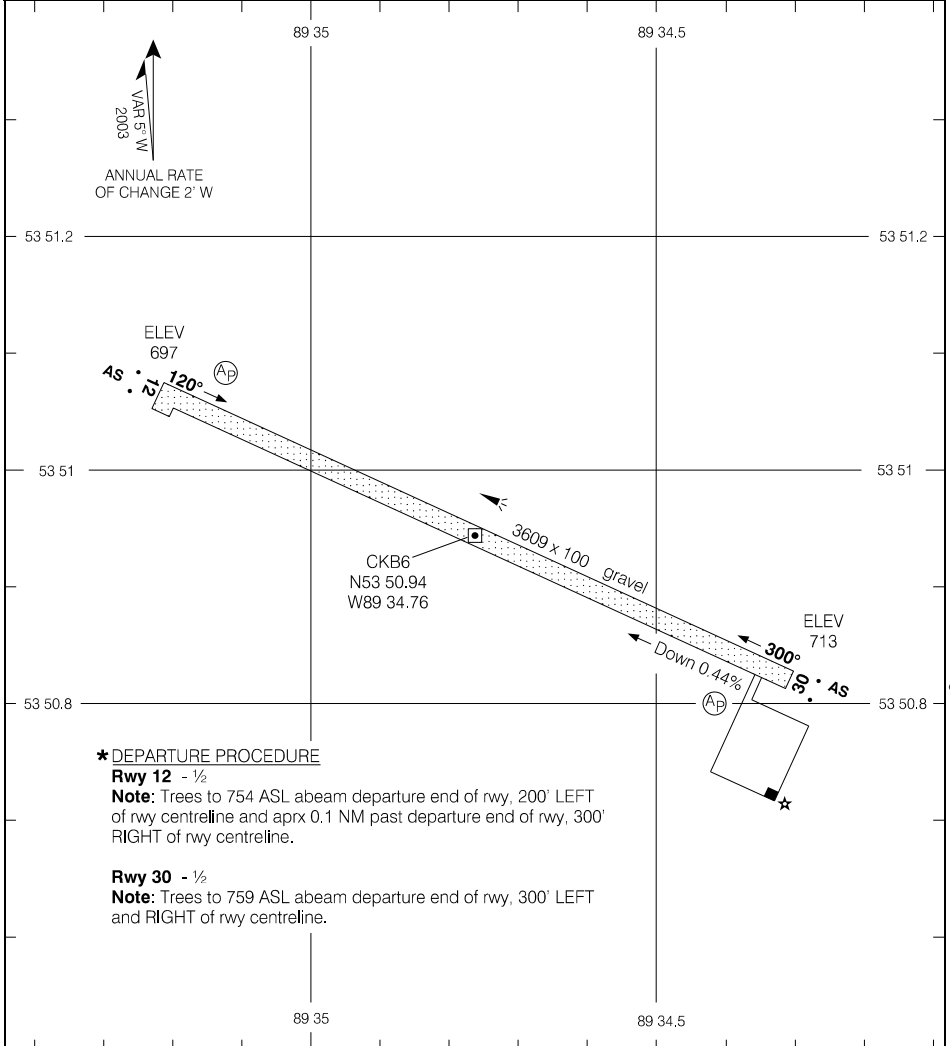 89 35
89 34.5
VAR 5° W
2003
ANNUAL RATE
OF CHANGE 2' W
53 51.2
53 51.2
ELEV
697
AS
12
120°
AP
53 51
53 51
3609 x 100 gravel
CKB6
N53 50.94
W89 34.76
ELEV
713
300°
Down 0.44%
30
AS
AP
53 50.8
53 50.8
* DEPARTURE PROCEDURE
Rwy 12 - ½
Note: Trees to 754 ASL abeam departure end of rwy, 200' LEFT
of rwy centreline and aprx 0.1 NM past departure end of rwy, 300'
RIGHT of rwy centreline.
Rwy 30 - ½
Note: Trees to 759 ASL abeam departure end of rwy, 300' LEFT
and RIGHT of rwy centreline.
89 35
89 34.5